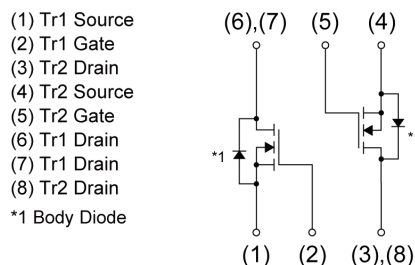 (1) Tr1 Source
(2) Tr1 Gate
(3) Tr2 Drain
(4) Tr2 Source
(5) Tr2 Gate
(6) Tr1 Drain
(7) Tr1 Drain
(8) Tr2 Drain
*1 Body Diode
(6),(7) (5) (4)
*1 *
(1) (2) (3),(8)